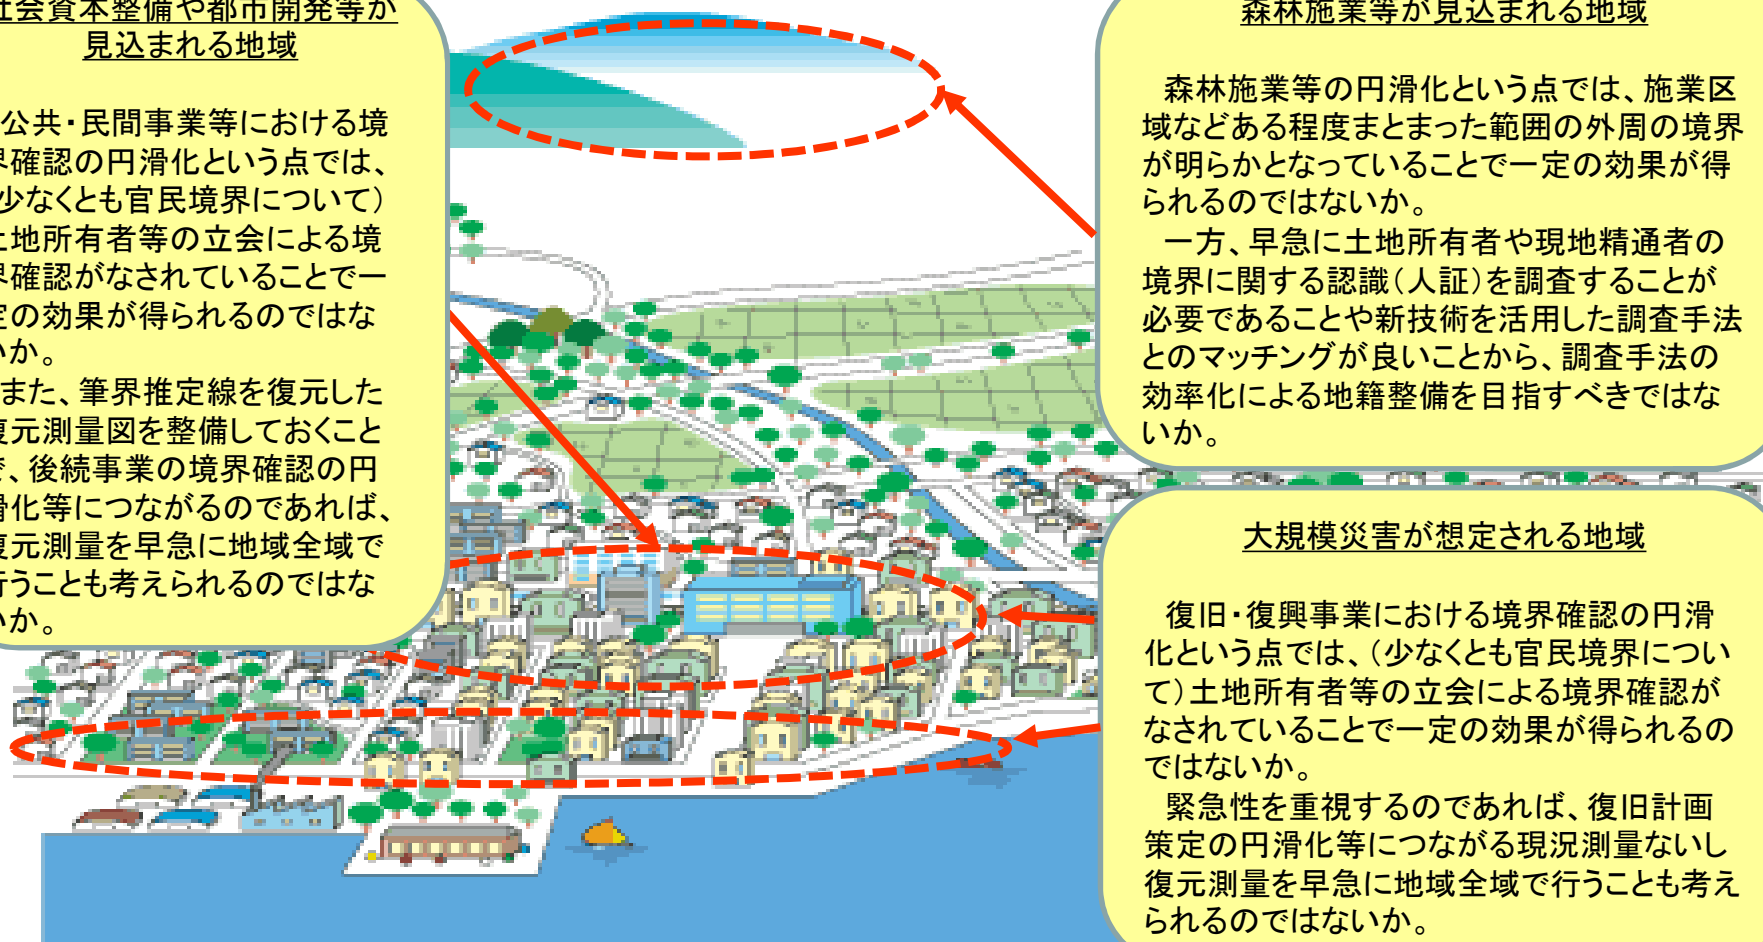 社会資本整備や都市開発等が
見込まれる地域
公共・民間事業等における境
界確認の円滑化という点では、
(少なくとも官民境界について)
土地所有者等の立会による境
界確認がなされていることで一
定の効果が得られるのではな
いか。
また、筆界推定線を復元した
復元測量図を整備しておくこと
で、後続事業の境界確認の円
滑化等につながるのであれば、
復元測量を早急に地域全域で
行うことも考えられるのではな
いか。
森林施業等が見込まれる地域
森林施業等の円滑化という点では、施業区
域などある程度まとまった範囲の外周の境界
が明らかとなっていることで一定の効果が得
られるのではないか。
一方、早急に土地所有者や現地精通者の
境界に関する認識(人証)を調査することが
必要であることや新技術を活用した調査手法
とのマッチングが良いことから、調査手法の
効率化による地籍整備を目指すべきではな
いか。
大規模災害が想定される地域
復旧・復興事業における境界確認の円滑
化という点では、(少なくとも官民境界につい
て)土地所有者等の立会による境界確認が
なされていることで一定の効果が得られるの
ではないか。
緊急性を重視するのであれば、復旧計画
策定の円滑化等につながる現況測量ないし
復元測量を早急に地域全域で行うことも考え
られるのではないか。